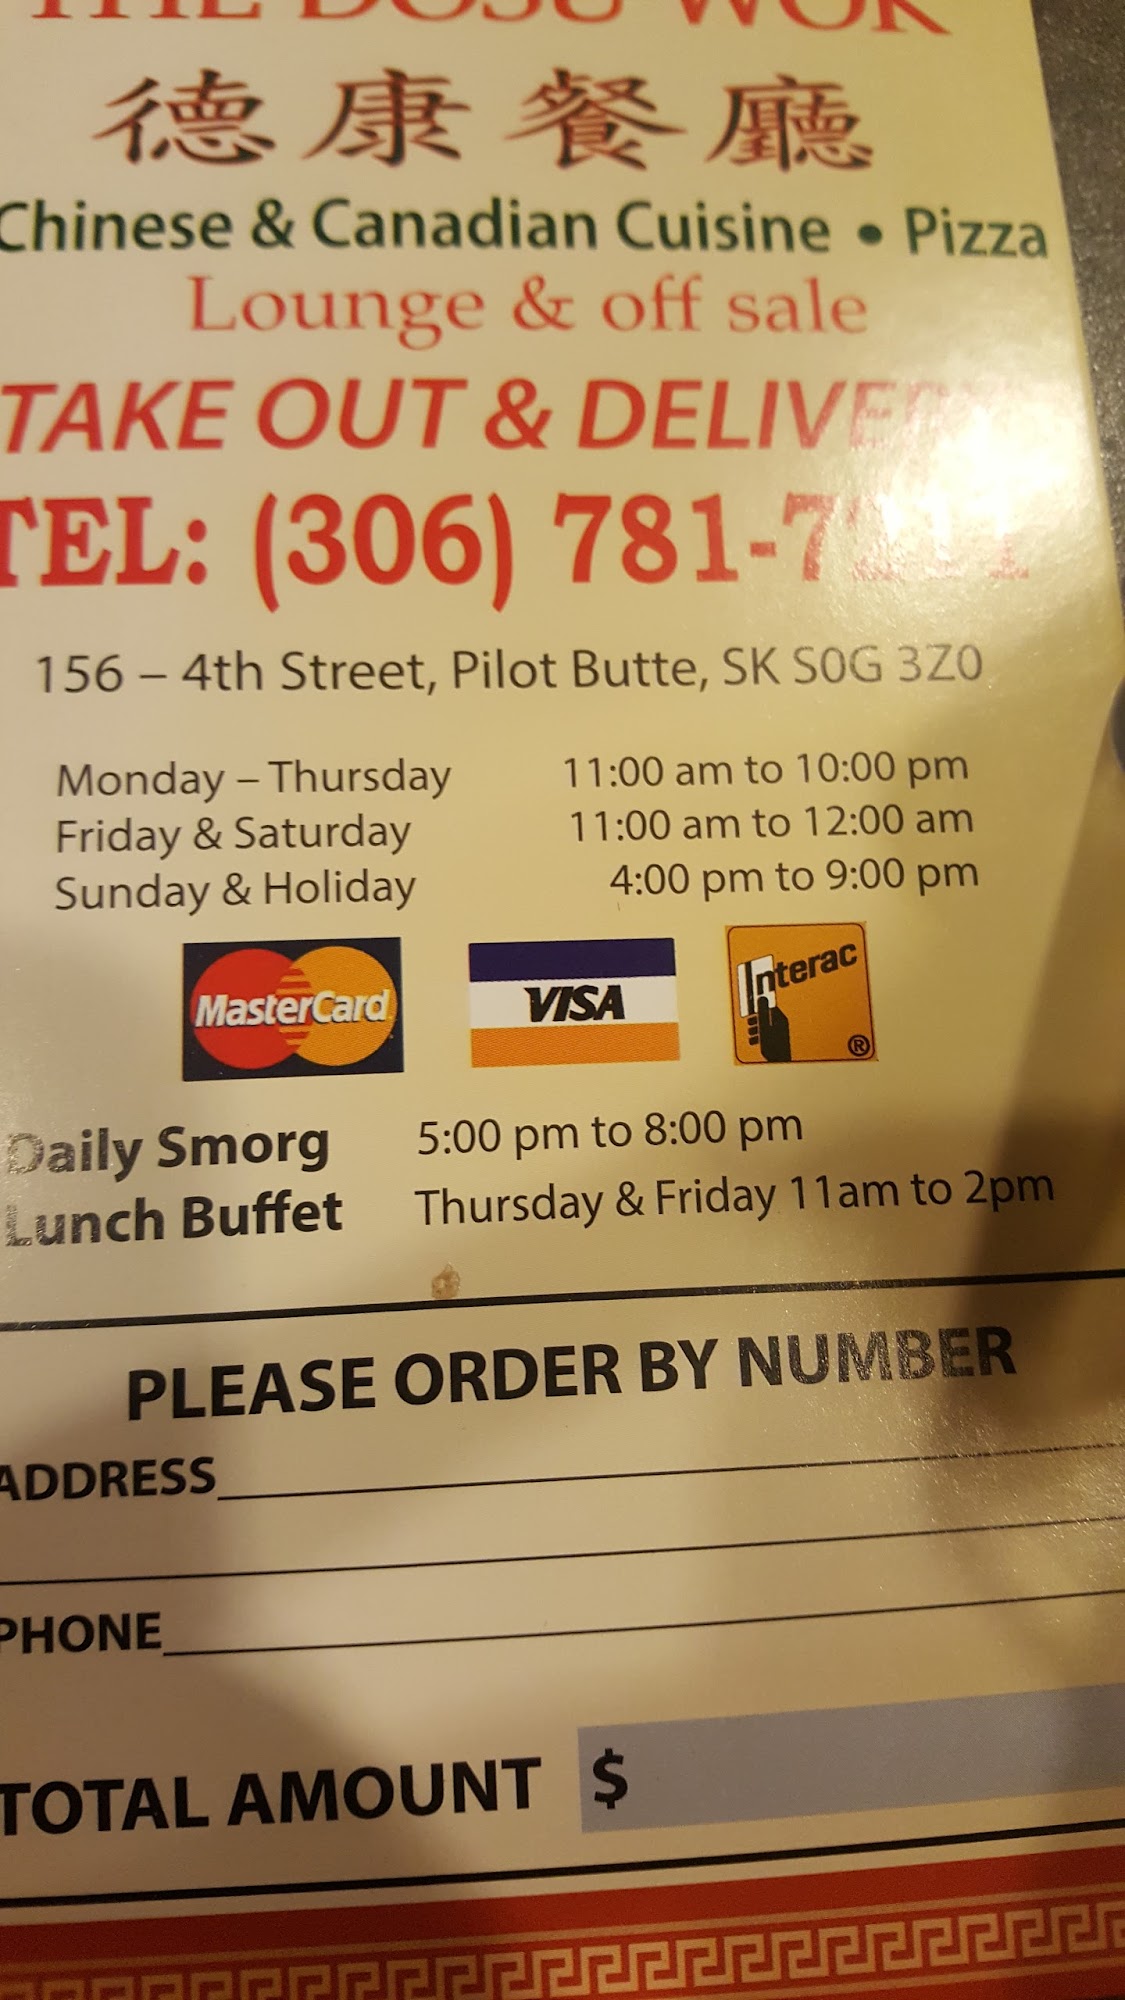 THE DOSU WOK
德康餐廳
Chinese & Canadian Cuisine • Pizza
Lounge & off sale
TAKE OUT & DELIVERY
TEL: (306)
156 – 4th Street, Pilot Butte, SK S0G 3Z0
Monday – Thursday 11:00 am to 10:00 pm
Friday & Saturday 11:00 am to 12:00 am
Sunday & Holiday 4:00 pm to 9:00 pm
MasterCard VISA Interac ®
Daily Smorg 5:00 pm to 8:00 pm
Lunch Buffet Thursday & Friday 11am to 2pm
PLEASE ORDER BY NUMBER
ADDRESS
PHONE
TOTAL AMOUNT $